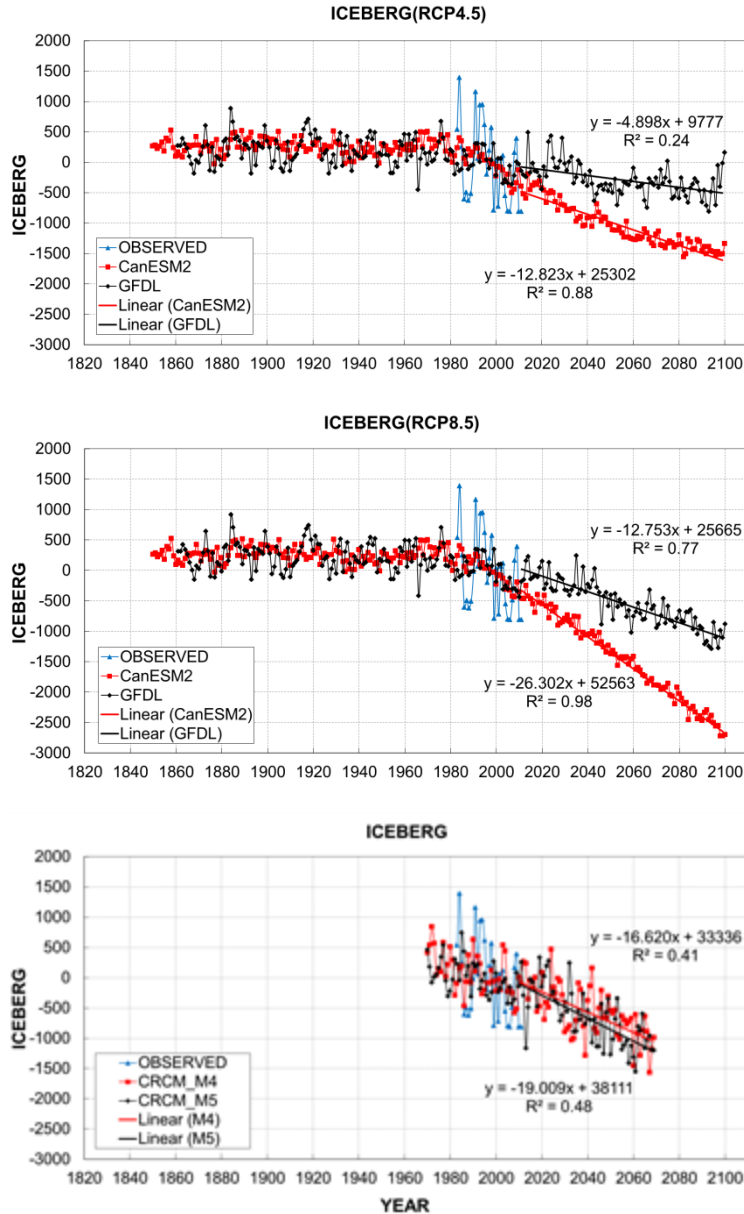 ICEBERG(RCP4.5)
2000
1500
1000
500
0
-500
-1000
-1500
-2000
-2500
-3000
ICEBERG
y = -4.898x + 9777
R² = 0.24
y = -12.823x + 25302
R² = 0.88
OBSERVED
CanESM2
GFDL
Linear (CanESM2)
Linear (GFDL)
1820 1840 1860 1880 1900 1920 1940 1960 1980 2000 2020 2040 2060 2080 2100
ICEBERG(RCP8.5)
2000
1500
1000
500
0
-500
-1000
-1500
-2000
-2500
-3000
ICEBERG
y = -12.753x + 25665
R² = 0.77
y = -26.302x + 52563
R² = 0.98
OBSERVED
CanESM2
GFDL
Linear (CanESM2)
Linear (GFDL)
1820 1840 1860 1880 1900 1920 1940 1960 1980 2000 2020 2040 2060 2080 2100
ICEBERG
2000
1500
1000
500
0
-500
-1000
-1500
-2000
-2500
-3000
ICEBERG
y = -16.620x + 33336
R² = 0.41
y = -19.009x + 38111
R² = 0.48
OBSERVED
CRCM_M4
CRCM_M5
Linear (M4)
Linear (M5)
1820 1840 1860 1880 1900 1920 1940 1960 1980 2000 2020 2040 2060 2080 2100
YEAR